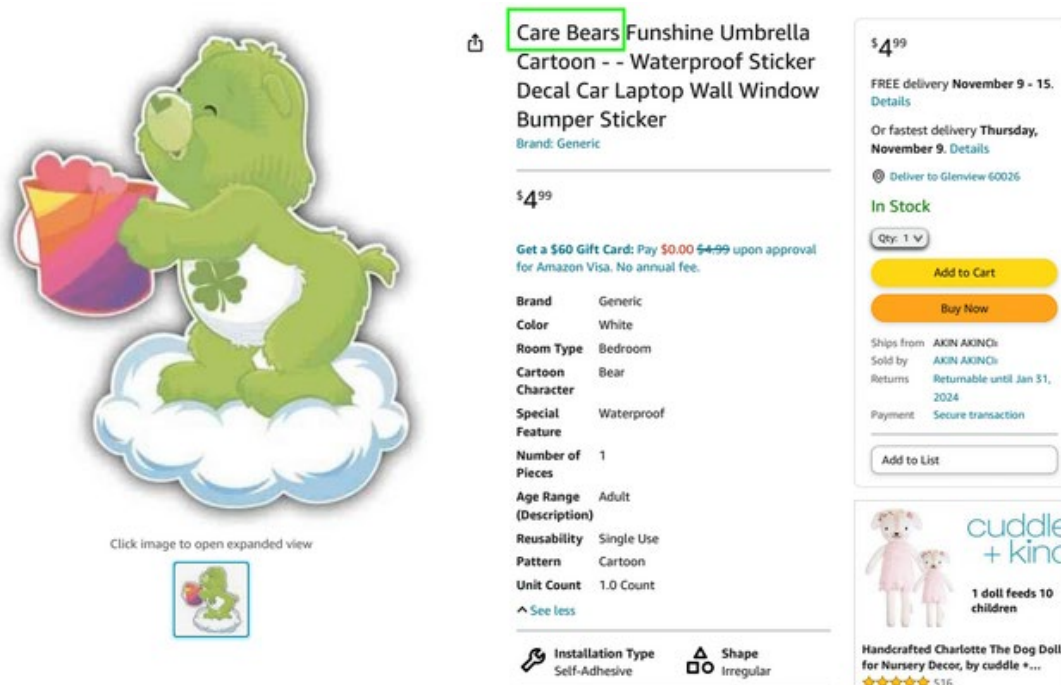 Care Bears Funshine Umbrella
Cartoon - - Waterproof Sticker
Decal Car Laptop Wall Window
Bumper Sticker
Brand: Generic
$4.99
Get a $60 Gift Card: Pay $0.00 $4.99 upon approval
for Amazon Visa. No annual fee.
Brand Generic
Color White
Room Type Bedroom
Cartoon Bear
Character
Special Waterproof
Feature
Number of 1
Pieces
Age Range Adult
(Description)
Reusability Single Use
Pattern Cartoon
Unit Count 1.0 Count
See less
Installation Type
Self-Adhesive
Shape
Irregular
Click image to open expanded view
$4.99
FREE delivery November 9 - 15.
Details
Or fastest delivery Thursday,
November 9. Details
Deliver to Glenview 60026
In Stock
Qty: 1
Add to Cart
Buy Now
Ships from AKIN AKINCI
Sold by AKIN AKINCI
Returns Returnable until Jan 31,
2024
Payment Secure transaction
Add to List
cuddle
+ kind
1 doll feeds 10
children
Handcrafted Charlotte The Dog Doll
for Nursery Decor, by cuddle +...
516